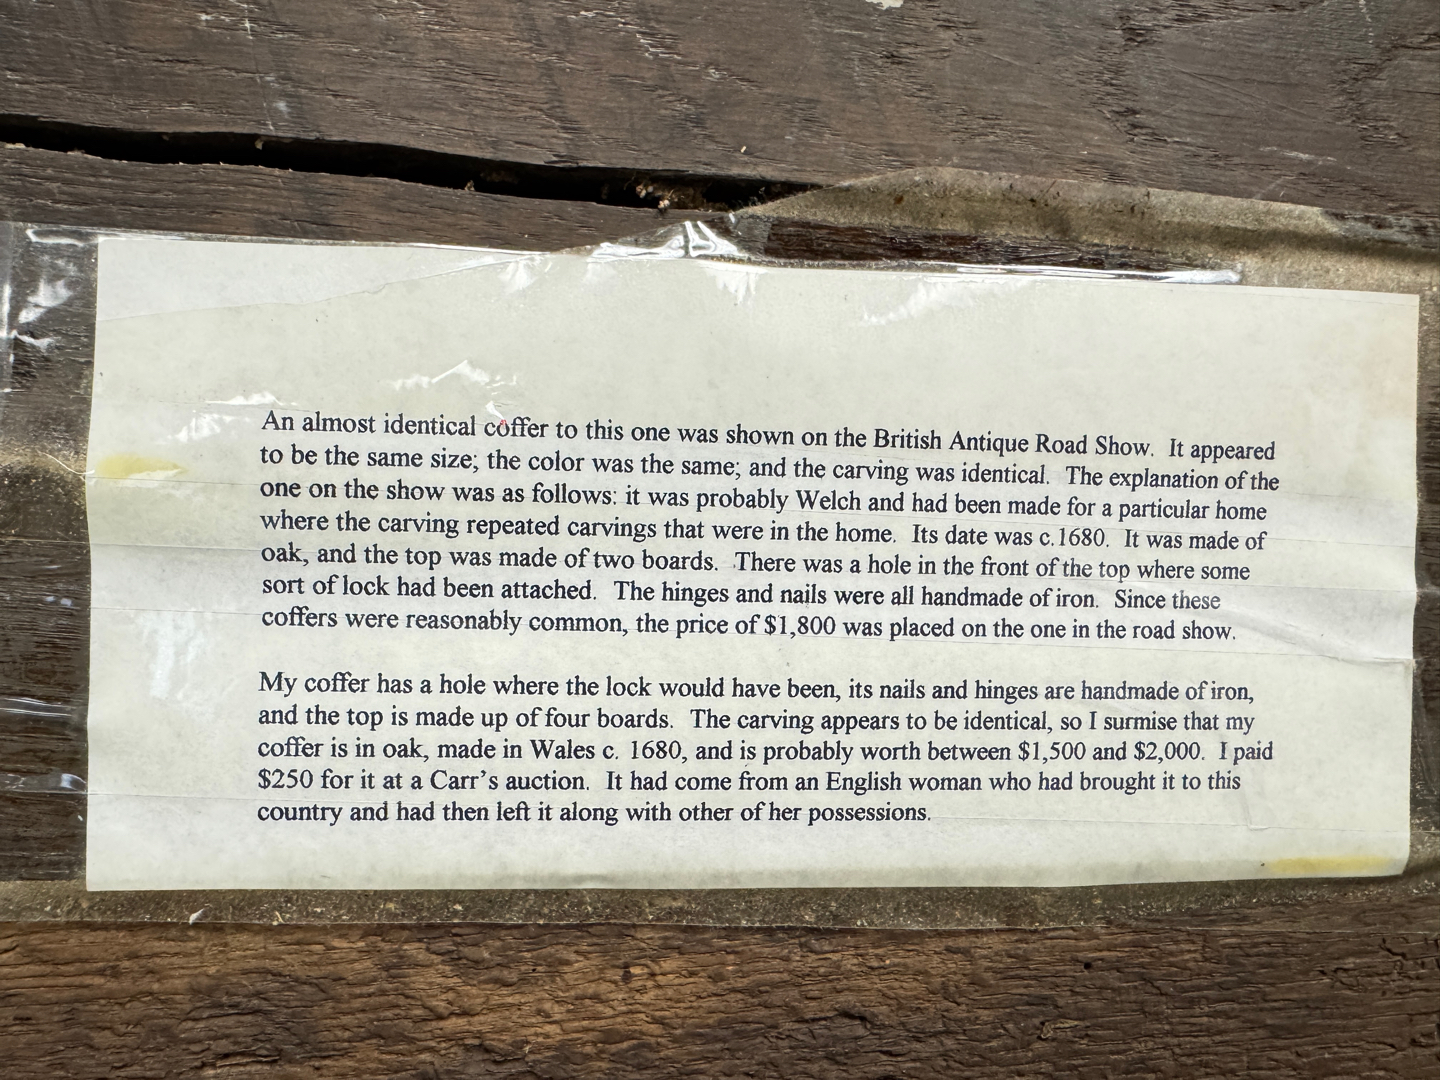 An almost identical coffer to this one was shown on the British Antique Road Show.  It appeared
to be the same size; the color was the same; and the carving was identical.  The explanation of the
one on the show was as follows: it was probably Welch and had been made for a particular home
where the carving repeated carvings that were in the home.  Its date was c.1680.  It was made of
oak, and the top was made of two boards.  There was a hole in the front of the top where some
sort of lock had been attached.  The hinges and nails were all handmade of iron.  Since these
coffers were reasonably common, the price of $1,800 was placed on the one in the road show.

My coffer has a hole where the lock would have been, its nails and hinges are handmade of iron,
and the top is made up of four boards.  The carving appears to be identical, so I surmise that my
coffer is in oak, made in Wales c. 1680, and is probably worth between $1,500 and $2,000.  I paid
$250 for it at a Carr's auction.  It had come from an English woman who had brought it to this
country and had then left it along with other of her possessions.